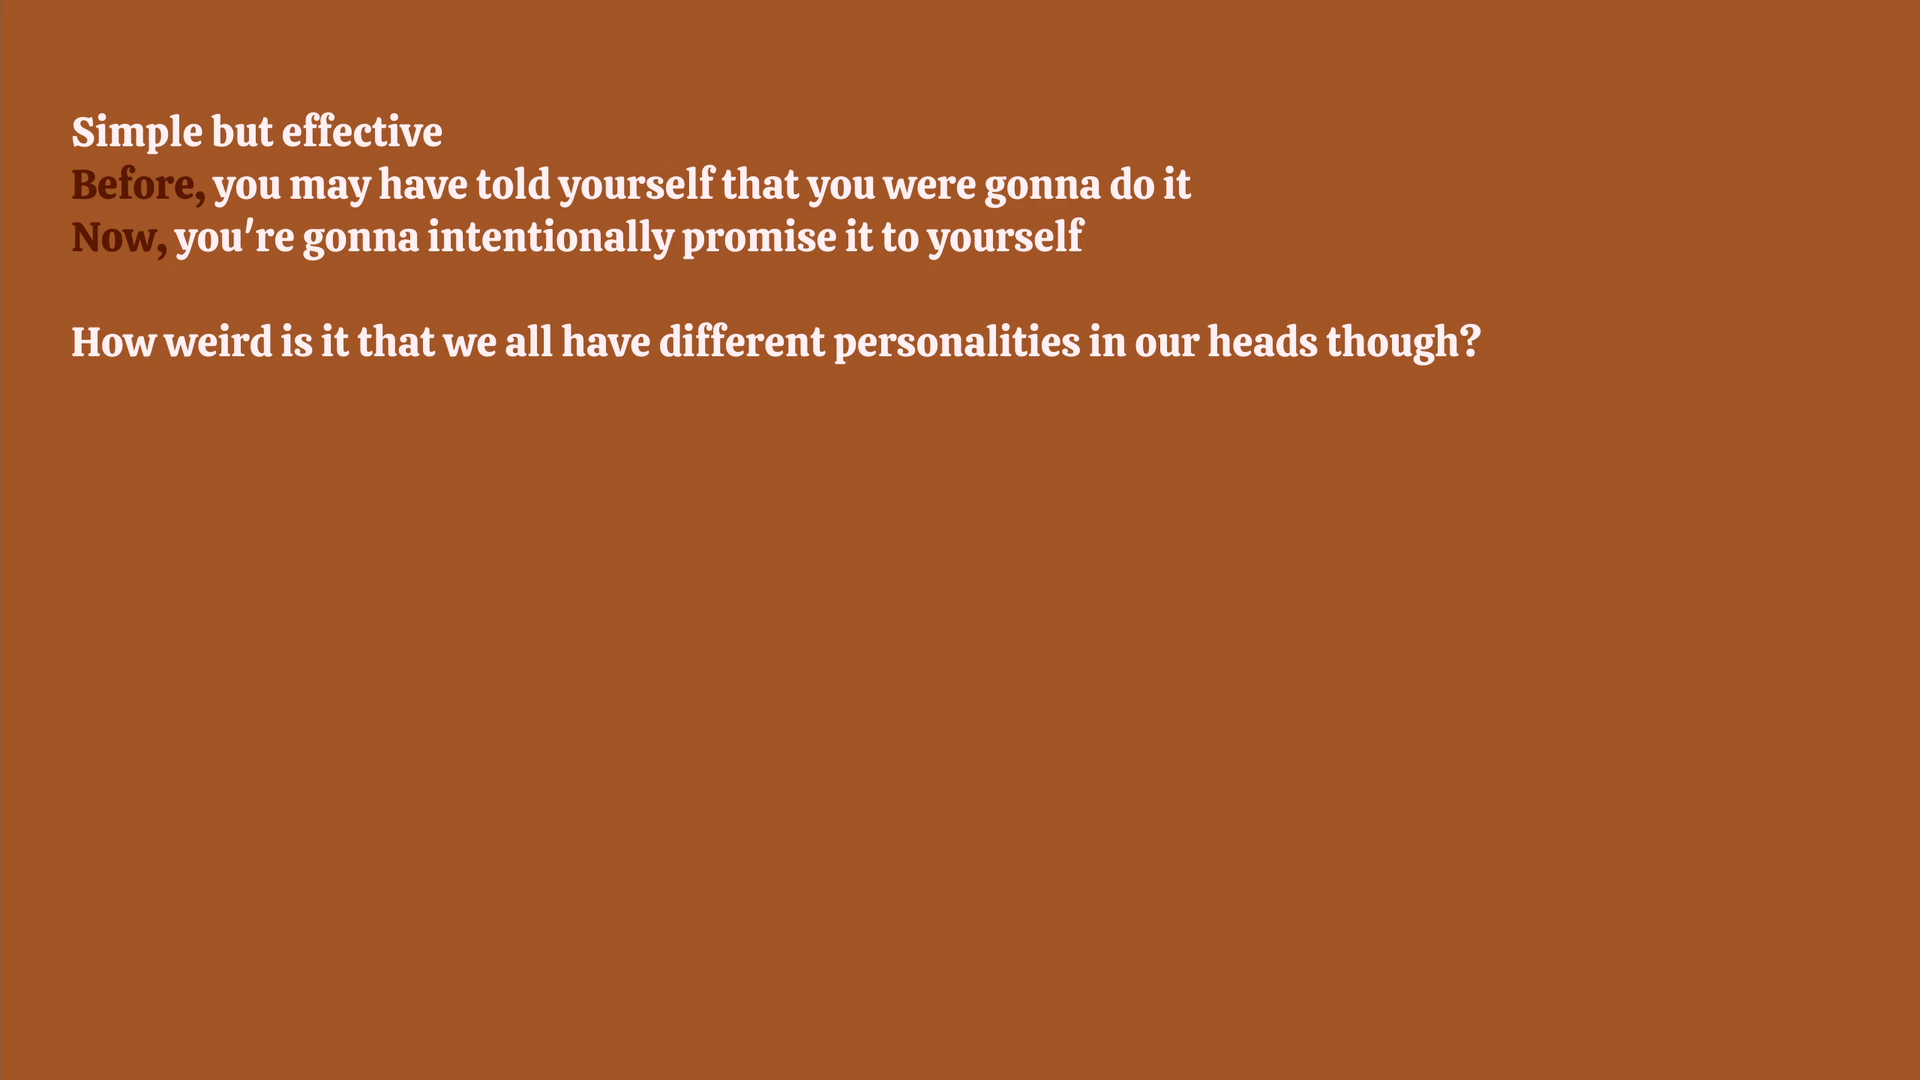 Simple but effective
Before, you may have told yourself that you were gonna do it
Now, you're gonna intentionally promise it to yourself
How weird is it that we all have different personalities in our heads though?